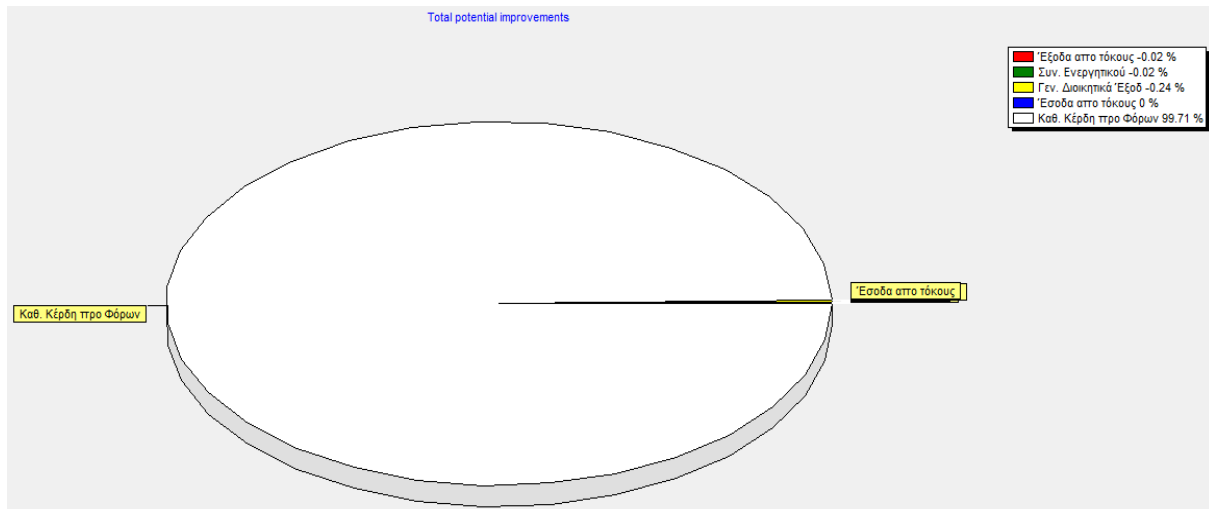 Total potential improvements
Έξοδα απο τόκους -0.02 %
Συν. Ενεργητικού -0.02 %
Γεν. Διοικητικά Έξοδ -0.24 %
Έσοδα απο τόκους 0 %
Καθ. Κέρδη προ Φόρων 99.71 %
Έσοδα απο τόκους
Καθ. Κέρδη προ Φόρων